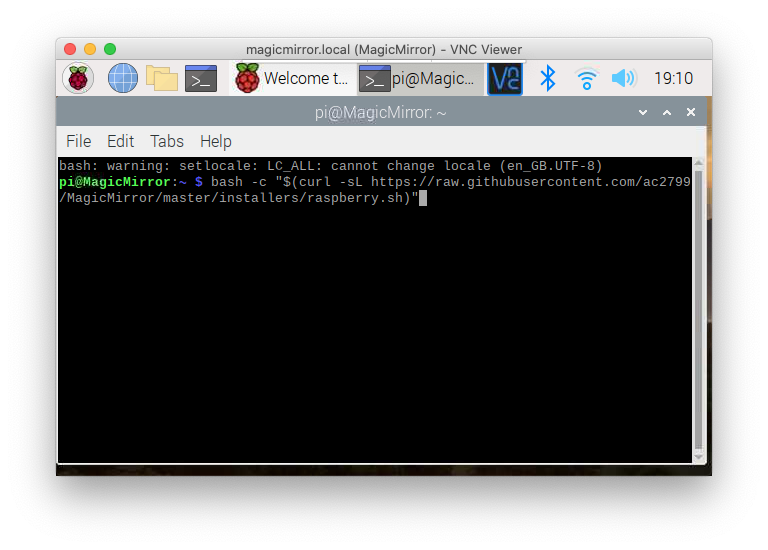 magicmirror.local (MagicMirror) - VNC Viewer
>_ Welcome t... >_ pi@Magic... 19:10
pi@MagicMirror: ~
File Edit Tabs Help
bash: warning: setlocale: LC_ALL: cannot change locale (en_GB.UTF-8)
pi@MagicMirror:~ $ bash -c "$(curl -sL https://raw.githubusercontent.com/ac2799
/MagicMirror/master/installers/raspberry.sh)"